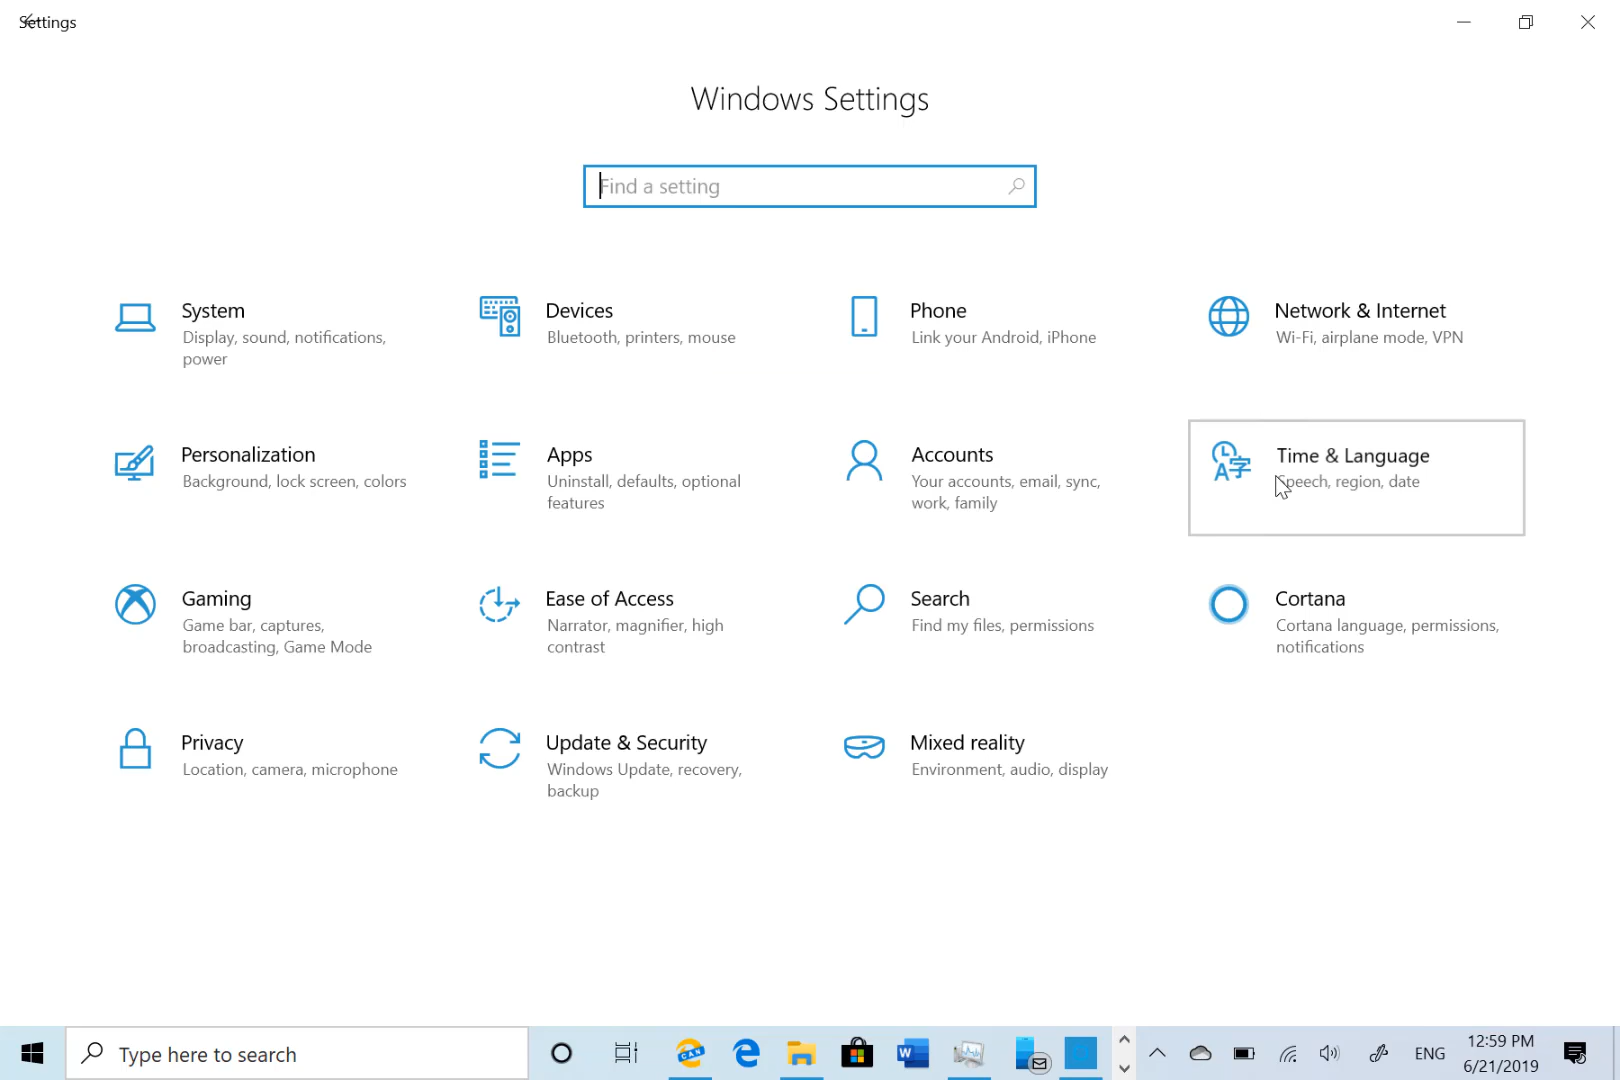 Settings
Windows Settings
Find a setting
System
Display, sound, notifications,
power
Devices
Bluetooth, printers, mouse
Phone
Link your Android, iPhone
Network & Internet
Wi-Fi, airplane mode, VPN
Personalization
Background, lock screen, colors
Apps
Uninstall, defaults, optional
features
Accounts
Your accounts, email, sync,
work, family
Time & Language
Speech, region, date
Gaming
Game bar, captures,
broadcasting, Game Mode
Ease of Access
Narrator, magnifier, high
contrast
Search
Find my files, permissions
Cortana
Cortana language, permissions,
notifications
Privacy
Location, camera, microphone
Update & Security
Windows Update, recovery,
backup
Mixed reality
Environment, audio, display
Type here to search
CAN
W
ENG
12:59 PM
6/21/2019